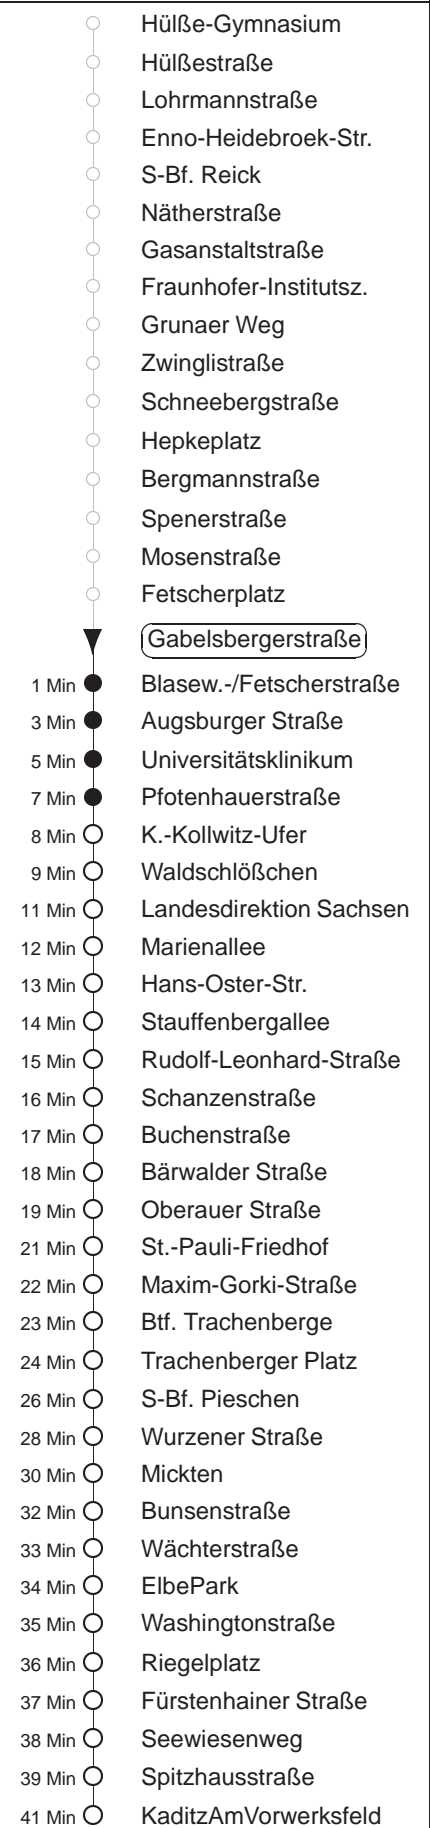 Hülße-Gymnasium
Hülßestraße
Lohrmannstraße
Enno-Heidebroek-Str.
S-Bf. Reick
Nätherstraße
Gasanstaltstraße
Fraunhofer-Institutsz.
Grunaer Weg
Zwinglistraße
Schneebergstraße
Hepkeplatz
Bergmannstraße
Spenerstraße
Mosenstraße
Fetscherplatz
Gabelsbergerstraße
1 Min Blasew.-/Fetscherstraße
3 Min Augsburger Straße
5 Min Universitätsklinikum
7 Min Pfotenhauerstraße
8 Min K.-Kollwitz-Ufer
9 Min Waldschlößchen
11 Min Landesdirektion Sachsen
12 Min Marienallee
13 Min Hans-Oster-Str.
14 Min Stauffenbergallee
15 Min Rudolf-Leonhard-Straße
16 Min Schanzenstraße
17 Min Buchenstraße
18 Min Bärwalder Straße
19 Min Oberauer Straße
21 Min St.-Pauli-Friedhof
22 Min Maxim-Gorki-Straße
23 Min Btf. Trachenberge
24 Min Trachenberger Platz
26 Min S-Bf. Pieschen
28 Min Wurzener Straße
30 Min Mickten
32 Min Bunsenstraße
33 Min Wächterstraße
34 Min ElbePark
35 Min Washingtonstraße
36 Min Riegelplatz
37 Min Fürstenhainer Straße
38 Min Seewiesenweg
39 Min Spitzhausstraße
41 Min KaditzAmVorwerksfeld